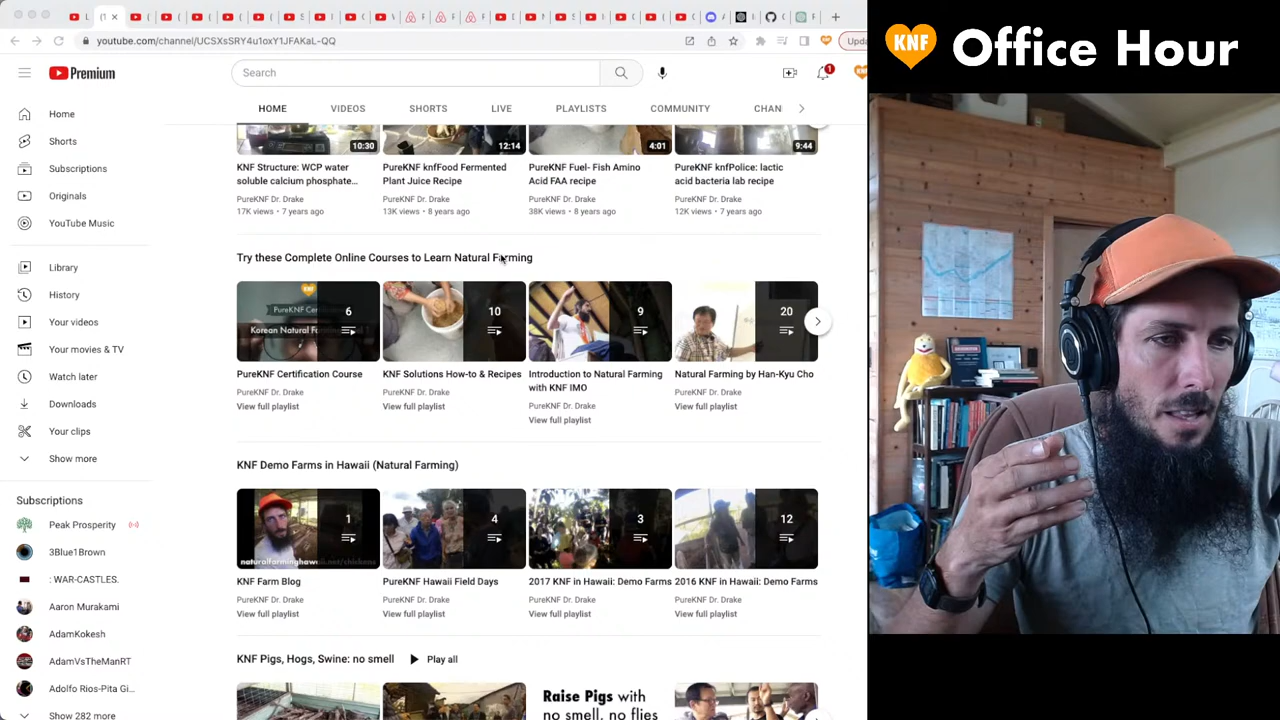 youtube.com/channel/UCSXsSRY4u1oxY1JFAKaL-QQ
Upda
Premium
Search
1
KNF
HOME
VIDEOS
SHORTS
LIVE
PLAYLISTS
COMMUNITY
CHAN
Home
Shorts
Subscriptions
Originals
YouTube Music
Library
History
Your videos
Your movies & TV
Watch later
Downloads
Your clips
Show more
Subscriptions
Peak Prosperity
3Blue1Brown
: WAR-CASTLES.
Aaron Murakami
AdamKokesh
AdamVsTheManRT
Adolfo Rios-Pita Gi...
Show 282 more
10:30
KNF Structure: WCP water
soluble calcium phosphate...
PureKNF Dr. Drake
17K views • 7 years ago
12:14
PureKNF knfFood Fermented
Plant Juice Recipe
PureKNF Dr. Drake
13K views • 8 years ago
4:01
PureKNF Fuel- Fish Amino
Acid FAA recipe
PureKNF Dr. Drake
38K views • 8 years ago
9:44
PureKNF knfPolice: lactic
acid bacteria lab recipe
PureKNF Dr. Drake
12K views • 7 years ago
Try these Complete Online Courses to Learn Natural Farming
KNF
6
PureKNF Certification Course
PureKNF Dr. Drake
View full playlist
10
KNF Solutions How-to & Recipes
PureKNF Dr. Drake
View full playlist
9
Introduction to Natural Farming
with KNF IMO
PureKNF Dr. Drake
View full playlist
20
Natural Farming by Han-Kyu Cho
PureKNF Dr. Drake
View full playlist
KNF Demo Farms in Hawaii (Natural Farming)
1
KNF Farm Blog
PureKNF Dr. Drake
View full playlist
4
PureKNF Hawaii Field Days
PureKNF Dr. Drake
View full playlist
3
2017 KNF in Hawaii: Demo Farms
PureKNF Dr. Drake
View full playlist
12
2016 KNF in Hawaii: Demo Farms
PureKNF Dr. Drake
View full playlist
KNF Pigs, Hogs, Swine: no smell
Play all
Raise Pigs with
no smell, no flies
KNF
Office Hour